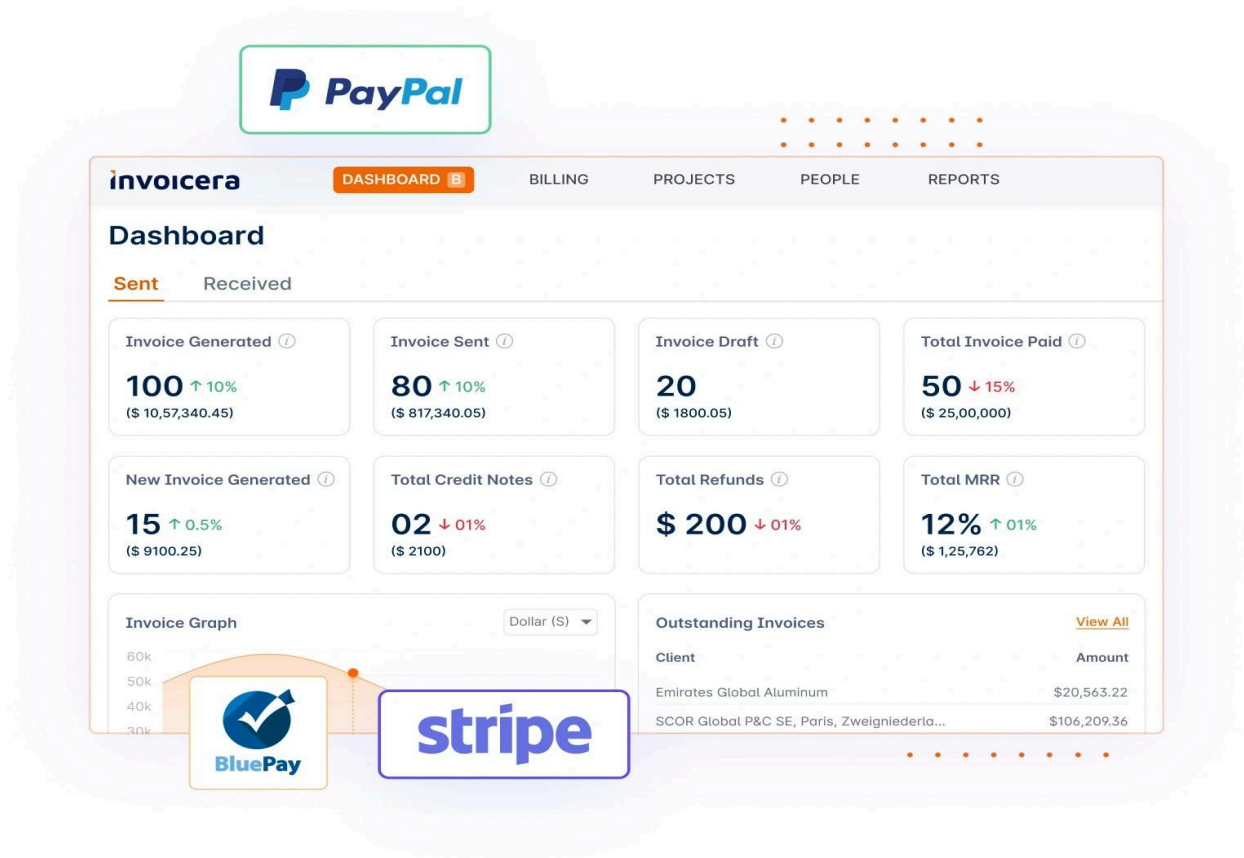 PayPal
invoicera DASHBOARD B BILLING PROJECTS PEOPLE REPORTS
Dashboard
Sent Received
Invoice Generated i Invoice Sent i Invoice Draft i Total Invoice Paid i
100 ↑ 10% 80 ↑ 10% 20 50 ↓ 15%
($ 10,57,340.45) ($ 817,340.05) ($ 1800.05) ($ 25,00,000)
New Invoice Generated i Total Credit Notes i Total Refunds i Total MRR i
15 ↑ 0.5% 02 ↓ 01% $ 200 ↓ 01% 12% ↑ 01%
($ 9100.25) ($ 2100) ($ 1,25,762)
Invoice Graph Dollar (S) Outstanding Invoices View All
60k Client Amount
50k Emirates Global Aluminum $20,563.22
40k SCOR Global P&C SE, Paris, Zweigniederla... $106,209.36
30k
BluePay
stripe